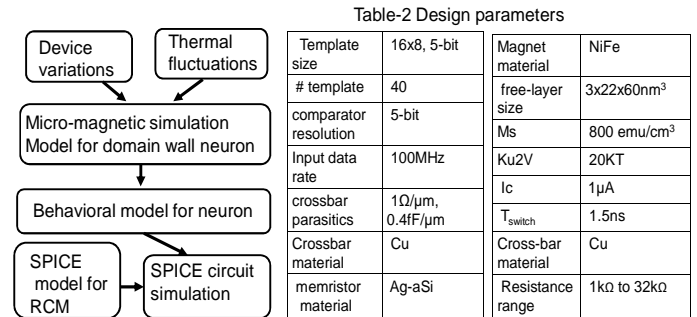 Table-2 Design parameters
Device
variations
Thermal
fluctuations
Micro-magnetic simulation
Model for domain wall neuron
Behavioral model for neuron
SPICE
model for
RCM
SPICE circuit
simulation
Template
size
16x8, 5-bit
# template
40
comparator
resolution
5-bit
Input data
rate
100MHz
crossbar
parasitics
1Ω/µm,
0.4fF/µm
Crossbar
material
Cu
memristor
material
Ag-aSi
Magnet
material
NiFe
free-layer
size
3x22x60nm³
Ms
800 emu/cm³
Ku2V
20KT
Ic
1µA
T_switch
1.5ns
Cross-bar
material
Cu
Resistance
range
1kΩ to 32kΩ